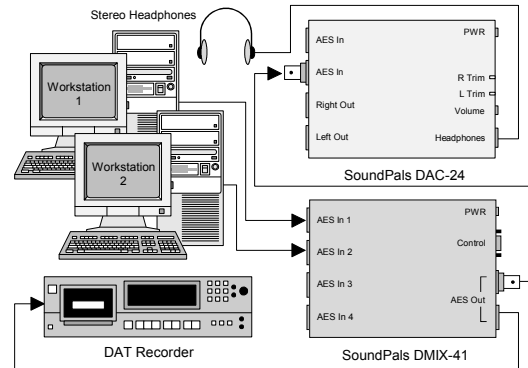 Stereo Headphones
Workstation
1
Workstation
2
DAT Recorder
AES In
AES In
Right Out
Left Out
PWR
R Trim
L Trim
Volume
Headphones
SoundPals DAC-24
AES In 1
AES In 2
AES In 3
AES In 4
PWR
Control
AES Out
SoundPals DMIX-41